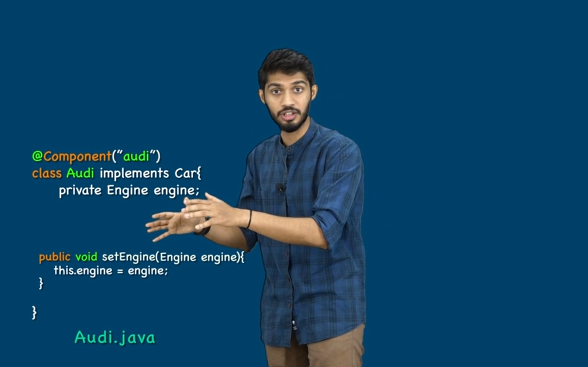 @Component("audi")
class Audi implements Car{
private Engine engine;
public void setEngine(Engine engine){
this.engine = engine;
}
}
Audi.java